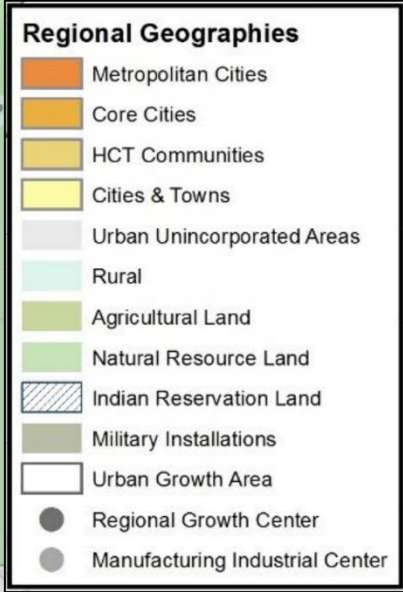 Regional Geographies
Metropolitan Cities
Core Cities
HCT Communities
Cities & Towns
Urban Unincorporated Areas
Rural
Agricultural Land
Natural Resource Land
Indian Reservation Land
Military Installations
Urban Growth Area
Regional Growth Center
Manufacturing Industrial Center